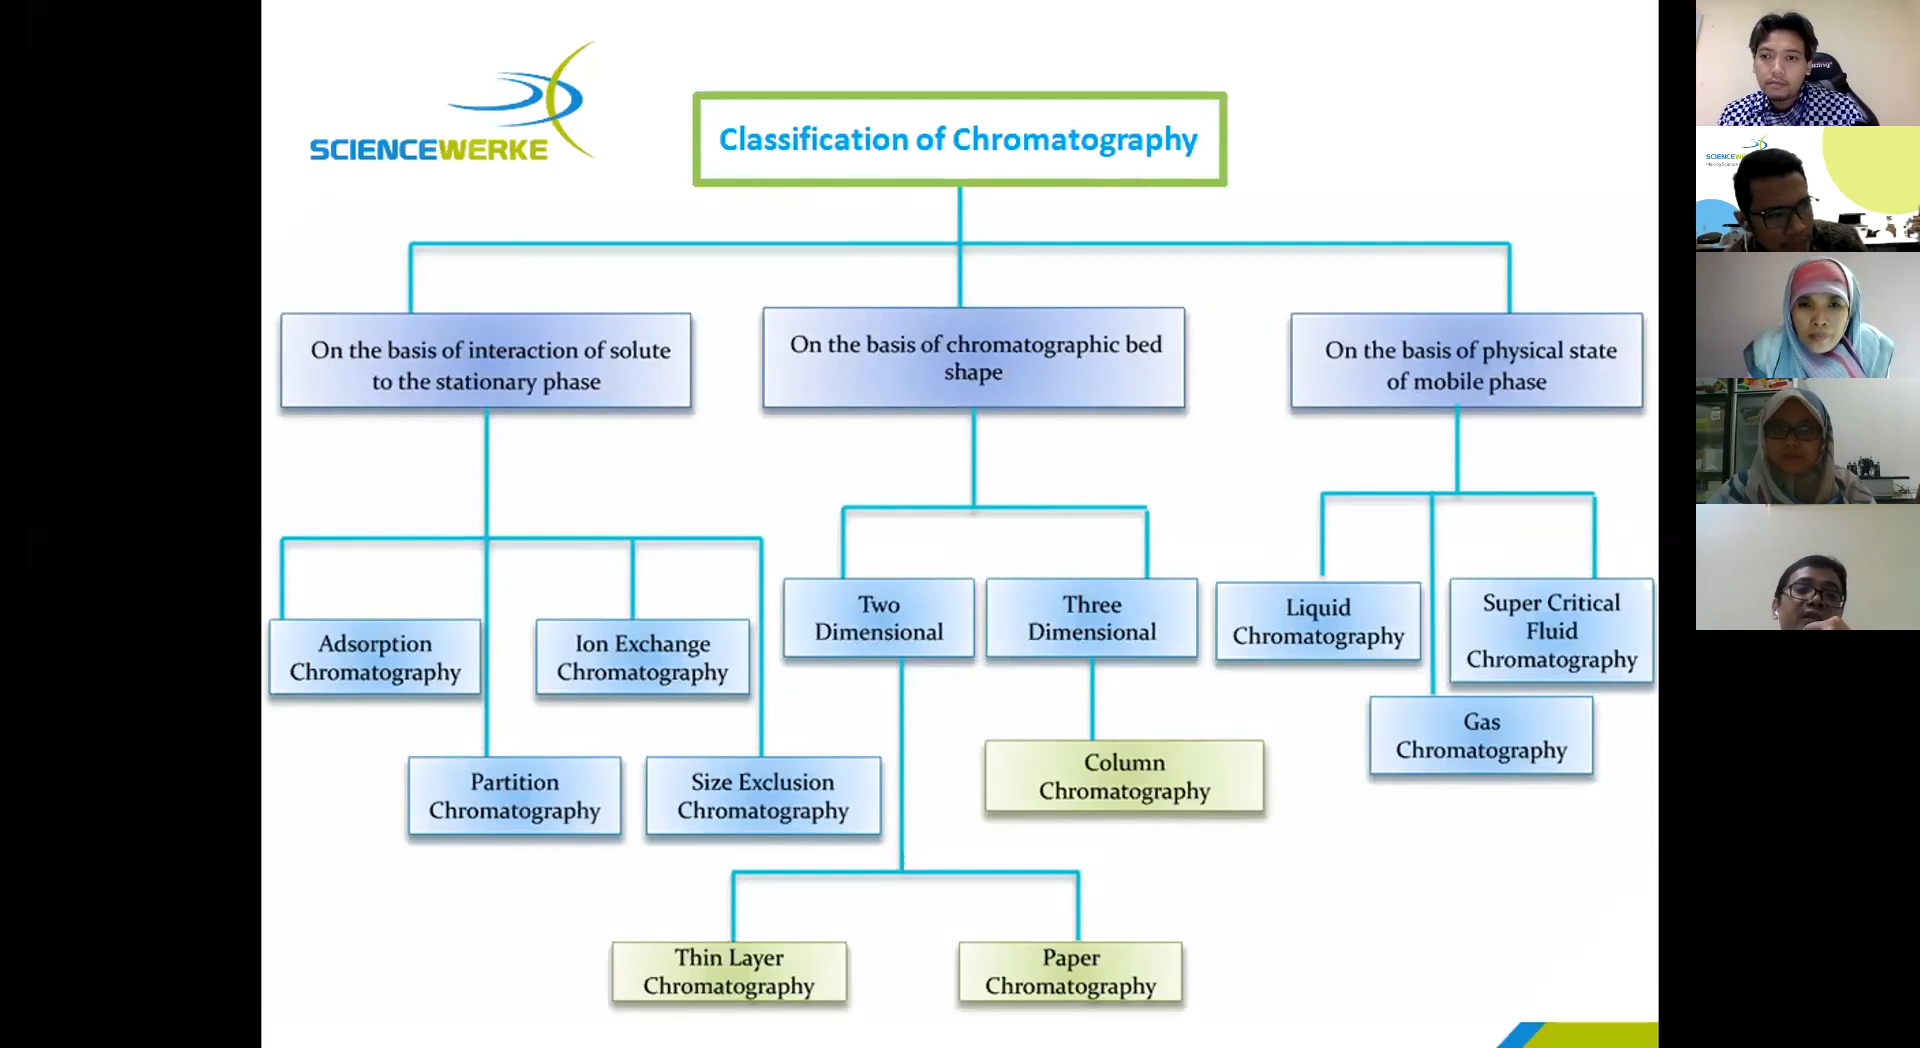 SCIENCEWERKE
Classification of Chromatography
On the basis of interaction of solute
to the stationary phase
On the basis of chromatographic bed
shape
On the basis of physical state
of mobile phase
Adsorption
Chromatography
Ion Exchange
Chromatography
Partition
Chromatography
Size Exclusion
Chromatography
Two
Dimensional
Three
Dimensional
Column
Chromatography
Thin Layer
Chromatography
Paper
Chromatography
Liquid
Chromatography
Super Critical
Fluid
Chromatography
Gas
Chromatography